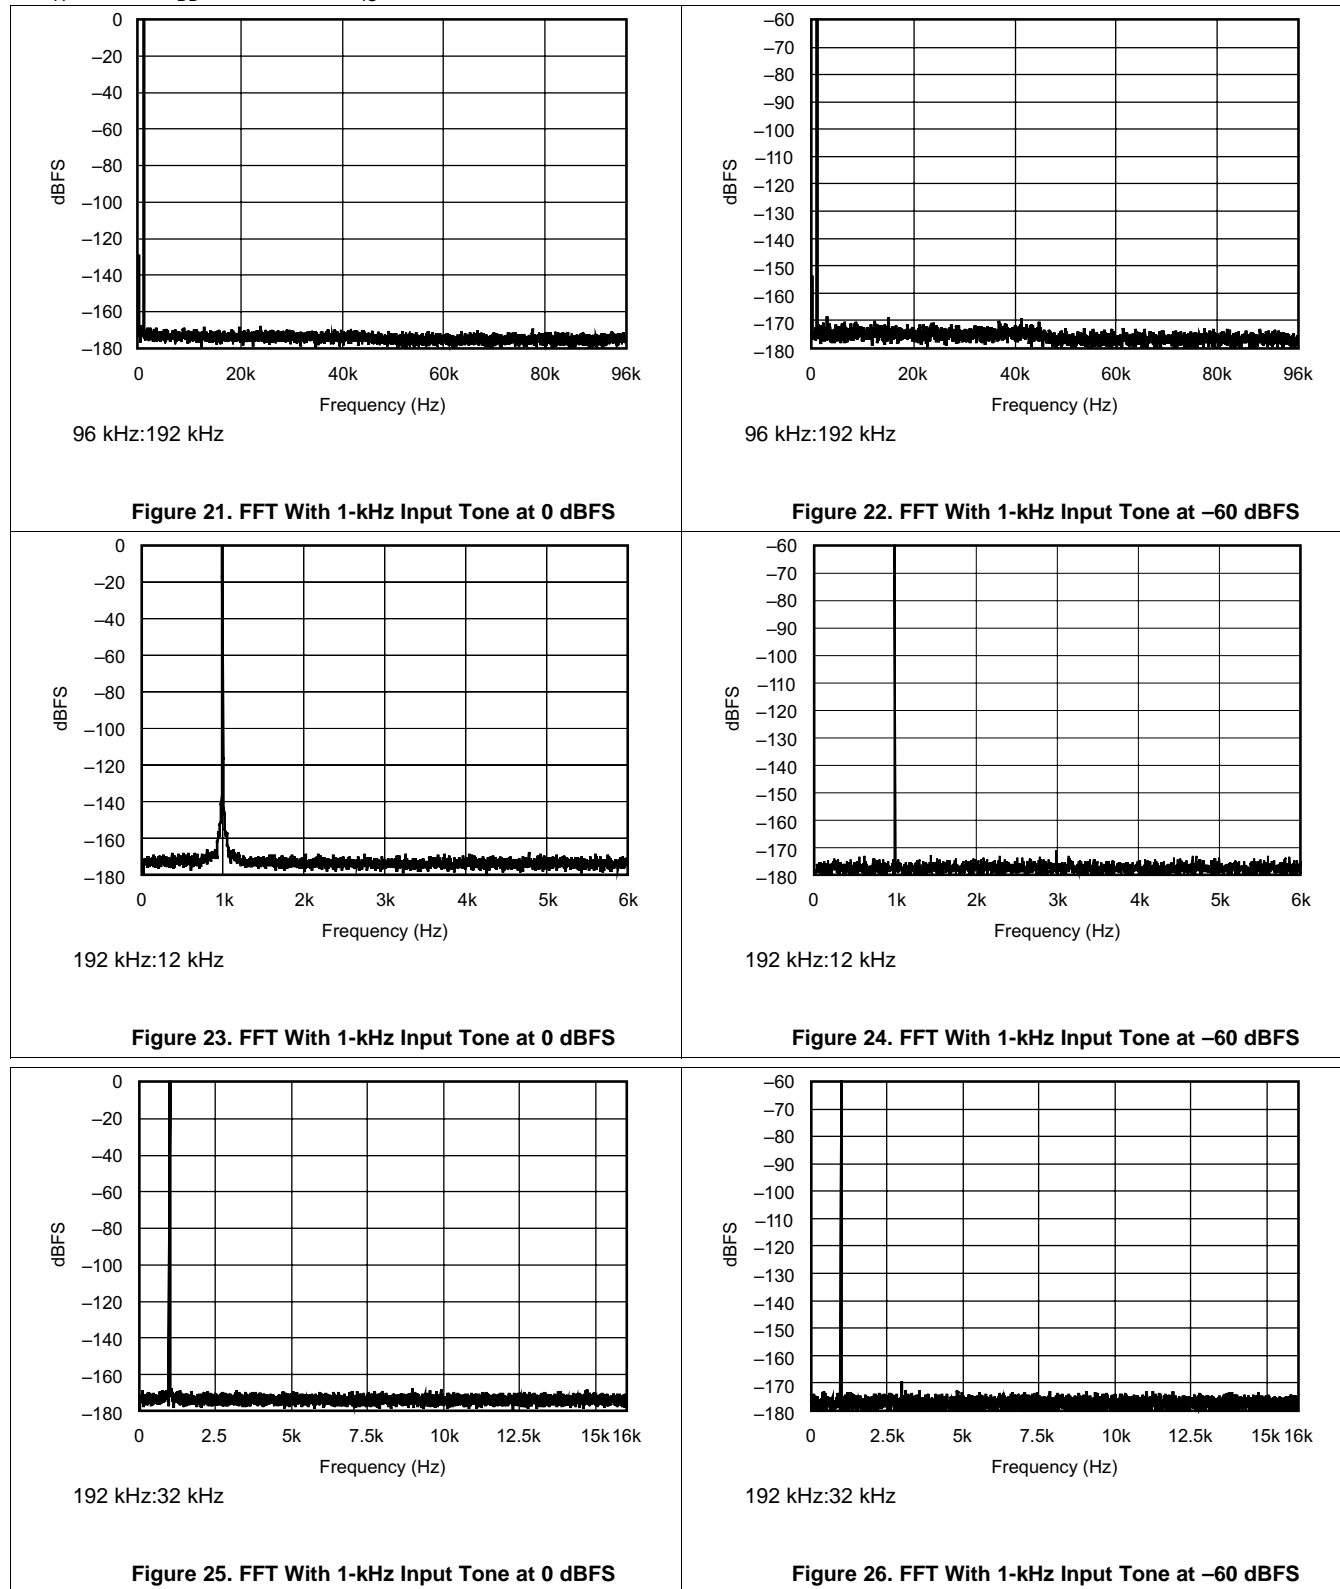 0
–20
–40
–60
–80
–100
–120
–140
–160
–180
dBFS
0 20k 40k 60k 80k 96k
Frequency (Hz)
96 kHz:192 kHz
Figure 21. FFT With 1-kHz Input Tone at 0 dBFS
–60
–70
–80
–90
–100
–110
–120
–130
–140
–150
–160
–170
–180
dBFS
0 20k 40k 60k 80k 96k
Frequency (Hz)
96 kHz:192 kHz
Figure 22. FFT With 1-kHz Input Tone at –60 dBFS
0
–20
–40
–60
–80
–100
–120
–140
–160
–180
dBFS
0 1k 2k 3k 4k 5k 6k
Frequency (Hz)
192 kHz:12 kHz
Figure 23. FFT With 1-kHz Input Tone at 0 dBFS
–60
–70
–80
–90
–100
–110
–120
–130
–140
–150
–160
–170
–180
dBFS
0 1k 2k 3k 4k 5k 6k
Frequency (Hz)
192 kHz:12 kHz
Figure 24. FFT With 1-kHz Input Tone at –60 dBFS
0
–20
–40
–60
–80
–100
–120
–140
–160
–180
dBFS
0 2.5 5k 7.5k 10k 12.5k 15k 16k
Frequency (Hz)
192 kHz:32 kHz
Figure 25. FFT With 1-kHz Input Tone at 0 dBFS
–60
–70
–80
–90
–100
–110
–120
–130
–140
–150
–160
–170
–180
dBFS
0 2.5k 5k 7.5k 10k 12.5k 15k 16k
Frequency (Hz)
192 kHz:32 kHz
Figure 26. FFT With 1-kHz Input Tone at –60 dBFS